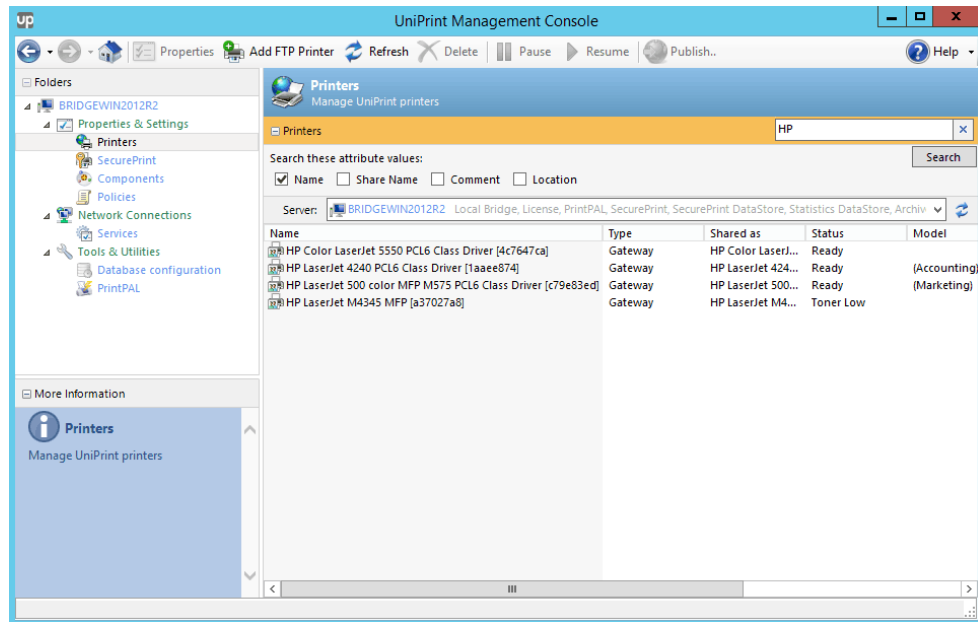 up UniPrint Management Console
Properties Add FTP Printer Refresh Delete Pause Resume Publish.. Help
Folders
BRIDGEWIN2012R2
Properties & Settings
Printers
SecurePrint
Components
Policies
Network Connections
Services
Tools & Utilities
Database configuration
PrintPAL
More Information
Printers
Manage UniPrint printers
Printers
Manage UniPrint printers
Printers HP
Search these attribute values: Search
Name Share Name Comment Location
Server: BRIDGEWIN2012R2 Local Bridge, License, PrintPAL, SecurePrint, SecurePrint DataStore, Statistics DataStore, Archiv
Name Type Shared as Status Model
HP Color LaserJet 5550 PCL6 Class Driver [4c7647ca] Gateway HP Color LaserJ... Ready
HP LaserJet 4240 PCL6 Class Driver [1aaee874] Gateway HP LaserJet 424... Ready (Accounting)
HP LaserJet 500 color MFP M575 PCL6 Class Driver [c79e83ed] Gateway HP LaserJet 500... Ready (Marketing)
HP LaserJet M4345 MFP [a37027a8] Gateway HP LaserJet M4... Toner Low